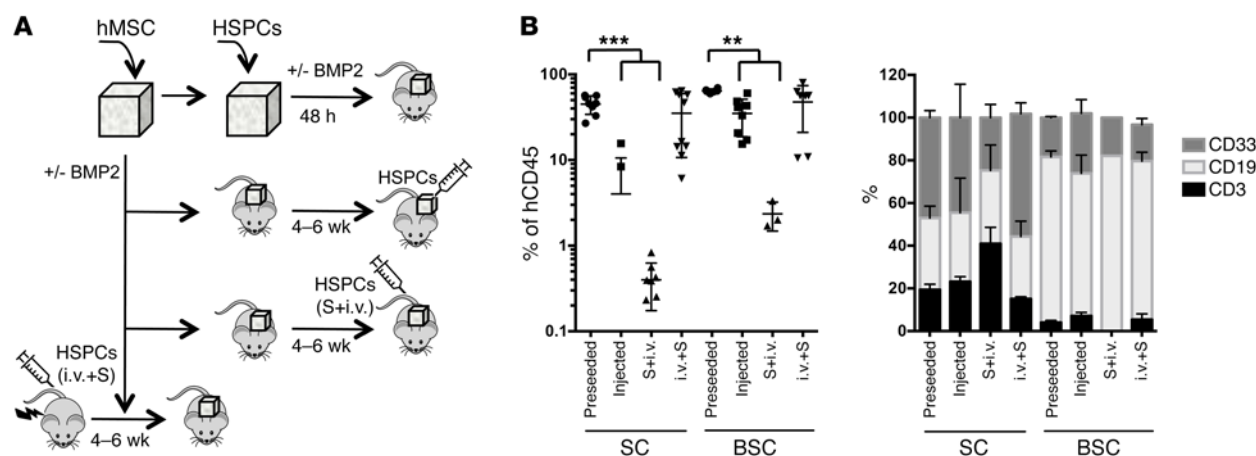 A
hMSC
HSPCs
+/- BMP2
48 h
+/- BMP2
HSPCs
4–6 wk
HSPCs
(S+i.v.)
4–6 wk
HSPCs
(i.v.+S)
4–6 wk
B
***
**
% of hCD45
100
10
1
0.1
Preseeded
Injected
S+i.v.
i.v.+S
Preseeded
Injected
S+i.v.
i.v.+S
SC
BSC
%
120
100
80
60
40
20
0
Preseeded
Injected
S+i.v.
i.v.+S
Preseeded
Injected
S+i.v.
i.v.+S
SC
BSC
CD33
CD19
CD3